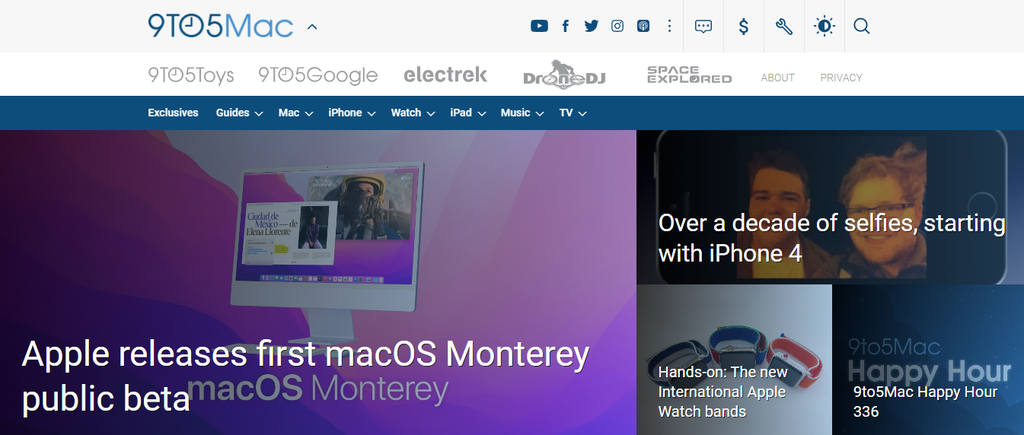 9TO5Mac
9TO5Toys
9TO5Google
electrek
DroneDJ
SPACE
EXPLORED
ABOUT
PRIVACY
Exclusives
Guides
Mac
iPhone
Watch
iPad
Music
TV
Ciudad de
México — de
Elena Llorente
macOS Monterey
Apple releases first macOS Monterey
public beta
Over a decade of selfies, starting
with iPhone 4
Hands-on: The new
International Apple
Watch bands
9to5Mac
Happy Hour
9to5Mac Happy Hour
336